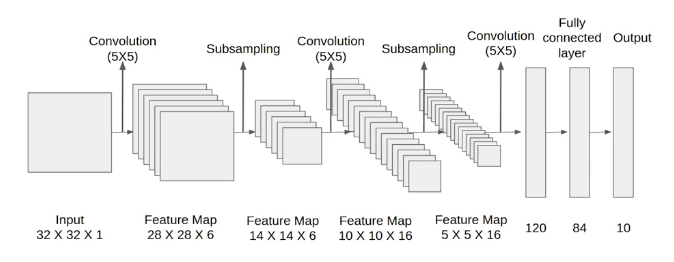 Convolution
(5X5)
Subsampling
Convolution
(5X5)
Subsampling
Convolution
(5X5)
Fully
connected
layer
Output
Input
32 X 32 X 1
Feature Map
28 X 28 X 6
Feature Map
14 X 14 X 6
Feature Map
10 X 10 X 16
Feature Map
5 X 5 X 16
120
84
10